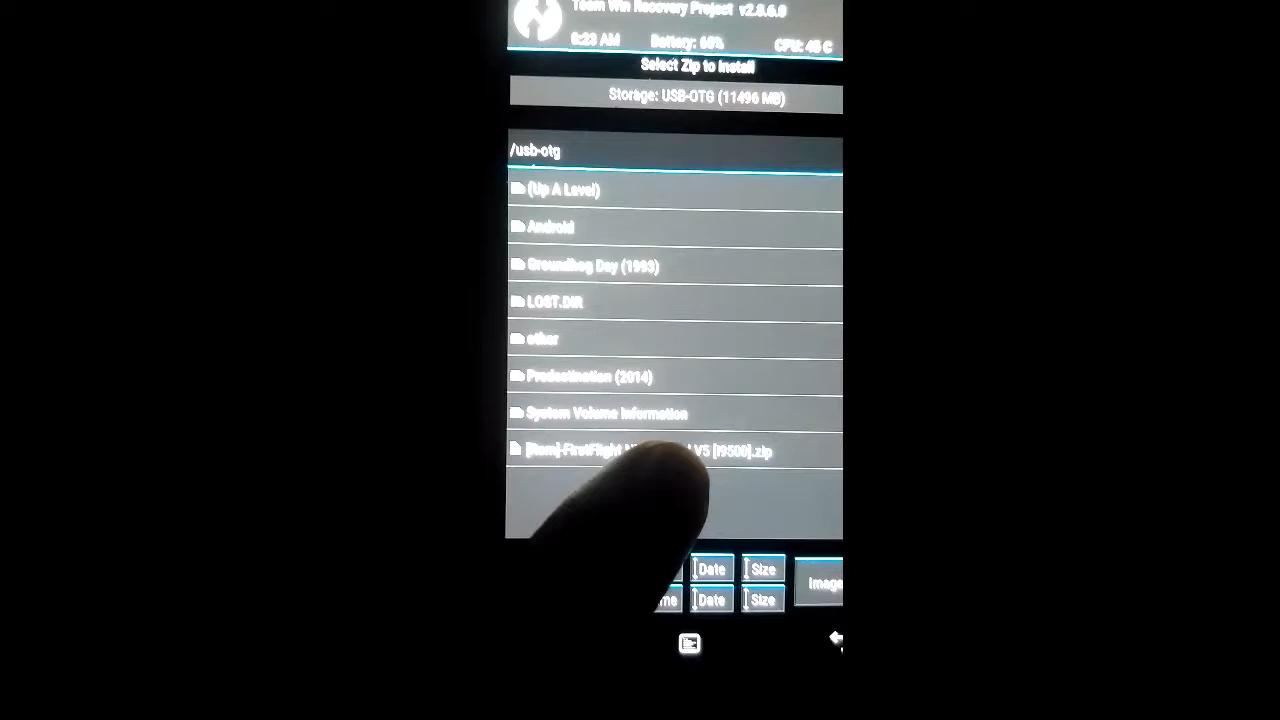 Team Win Recovery Project v2.8.6.0
8:23 AM Battery: 66% CPU: 45 C
Select Zip to Install
Storage: USB-OTG (11496 MB)
/usb-otg
(Up A Level)
Android
Groundhog Day (1993)
LOST.DIR
other
Predestination (2014)
System Volume Information
[Rom]-FirstFlight V5 [I9500].zip
Date Size
Date Size
Image